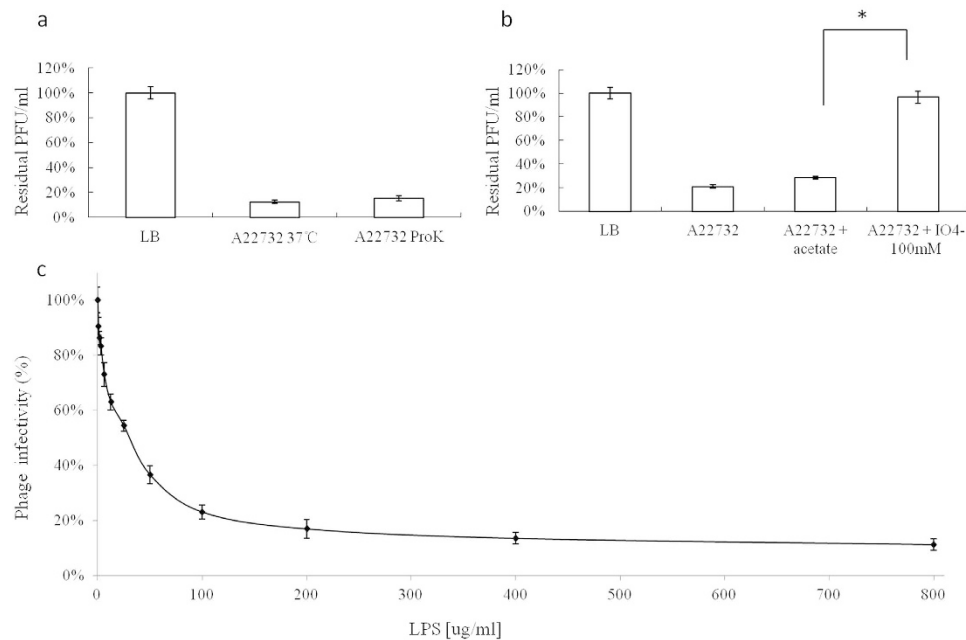 a
Residual PFU/ml
120%
100%
80%
60%
40%
20%
0%
LB
A22732 37℃
A22732 ProK
b
*
Residual PFU/ml
120%
100%
80%
60%
40%
20%
0%
LB
A22732
A22732 +
acetate
A22732 + IO4-
100mM
c
Phage infectivity (%)
100%
80%
60%
40%
20%
0%
0 100 200 300 400 500 600 700 800
LPS [ug/ml]